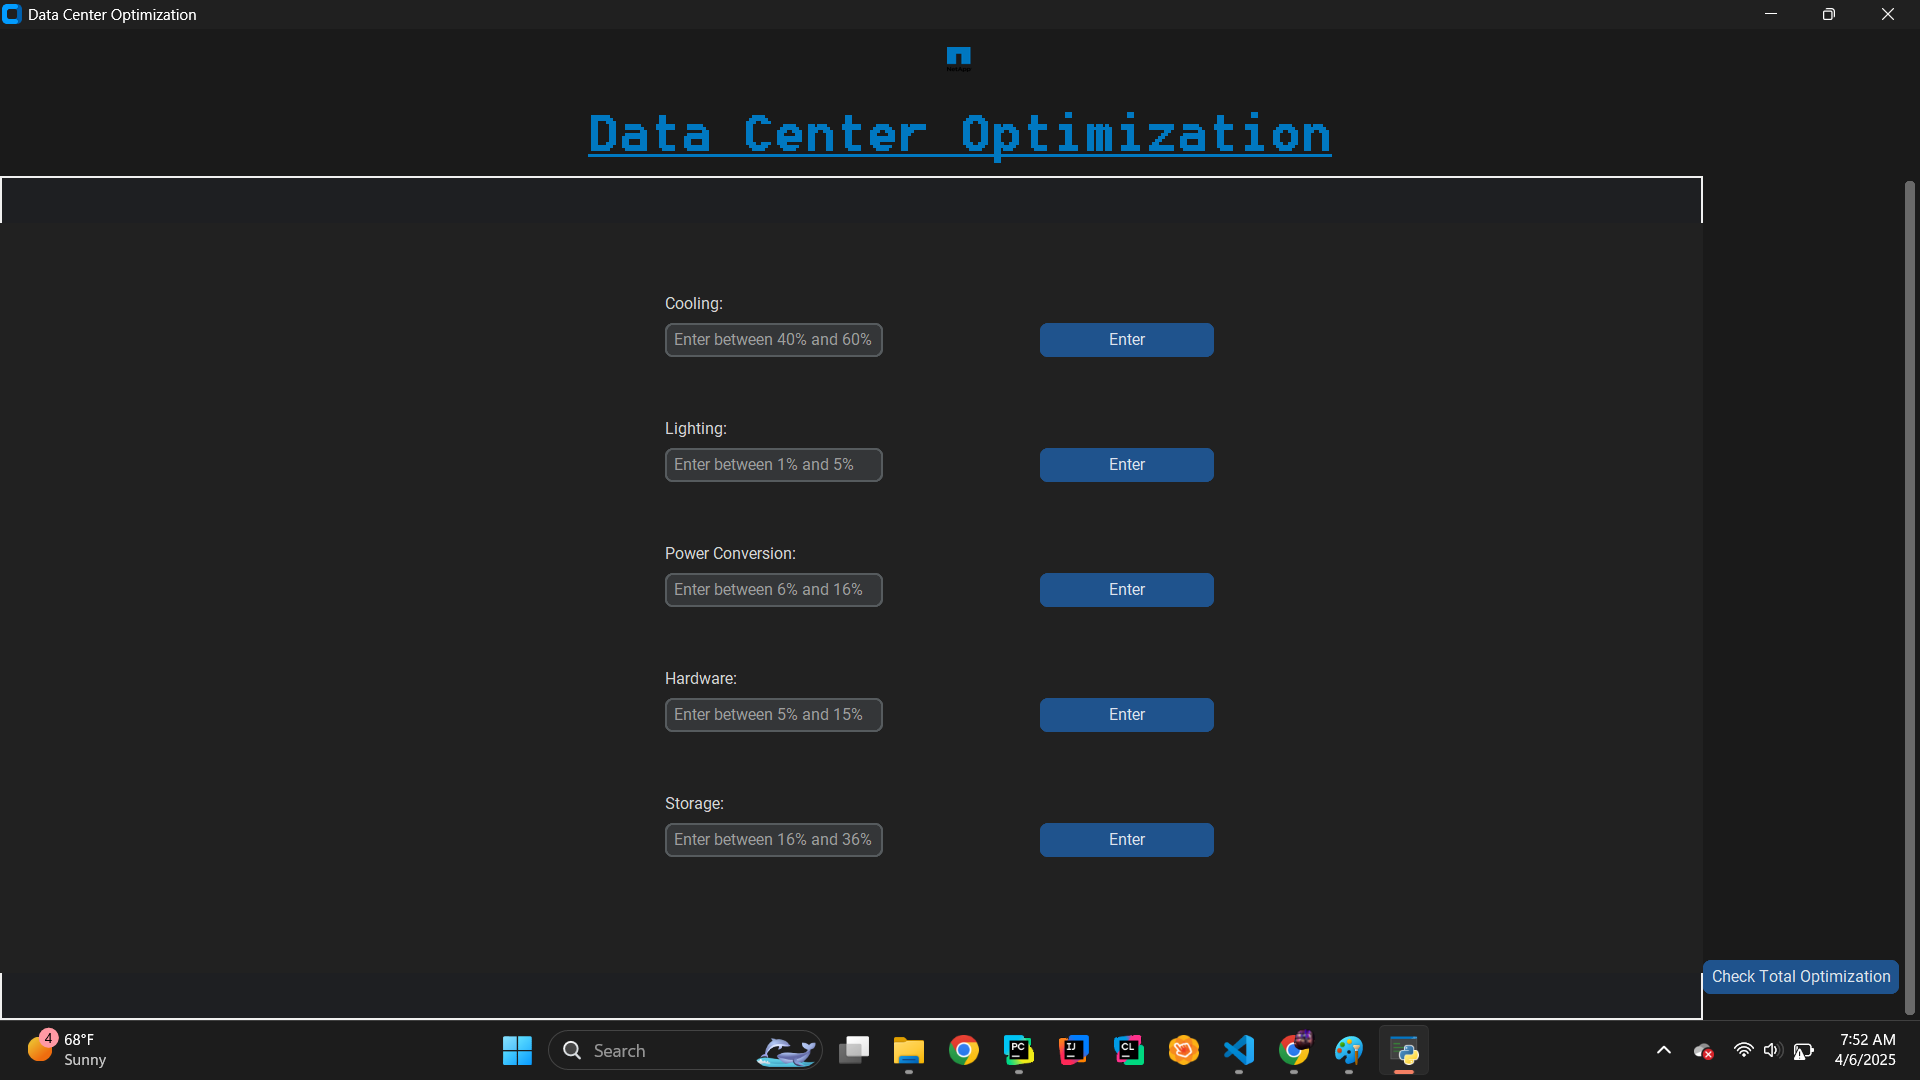 Data Center Optimization
Data Center Optimization
Cooling:
Enter between 40% and 60%
Enter
Lighting:
Enter between 1% and 5%
Enter
Power Conversion:
Enter between 6% and 16%
Enter
Hardware:
Enter between 5% and 15%
Enter
Storage:
Enter between 16% and 36%
Enter
Check Total Optimization
4
68°F
Sunny
Search
PC
IJ
CL
7:52 AM
4/6/2025